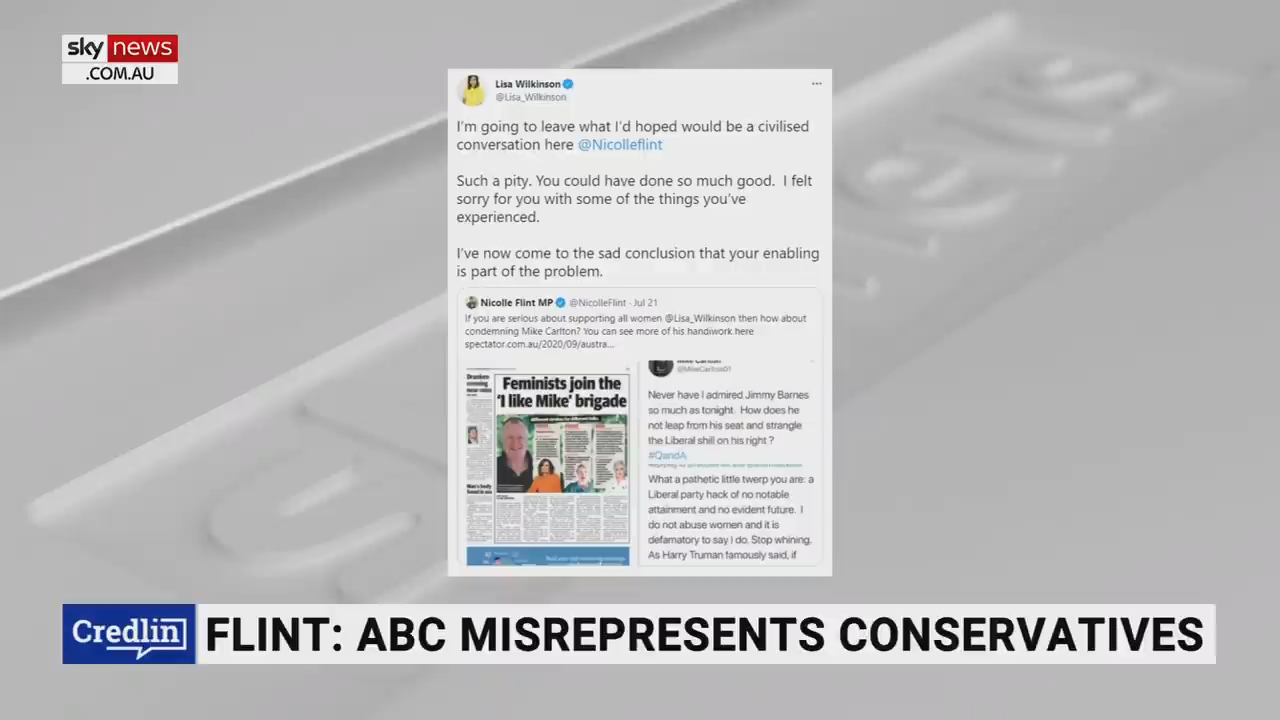 sky news
.COM.AU
Lisa Wilkinson
@Lisa_Wilkinson
I'm going to leave what I'd hoped would be a civilised
conversation here @Nicolleflint
Such a pity. You could have done so much good. I felt
sorry for you with some of the things you've
experienced.
I've now come to the sad conclusion that your enabling
is part of the problem.
Nicolle Flint MP @NicolleFlint · Jul 21
If you are serious about supporting all women @Lisa_Wilkinson then how about
condemning Mike Carlton? You can see more of his handiwork here
spectator.com.au/2020/09/austra...
Feminists join the
'I like Mike' brigade
@MikeCarlton01
Never have I admired Jimmy Barnes
so much as tonight. How does he
not leap from his seat and strangle
the Liberal shill on his right ?
#QandA
What a pathetic little twerp you are: a
Liberal party hack of no notable
attainment and no evident future. I
do not abuse women and it is
defamatory to say I do. Stop whining.
As Harry Truman famously said, if
Credlin
FLINT: ABC MISREPRESENTS CONSERVATIVES